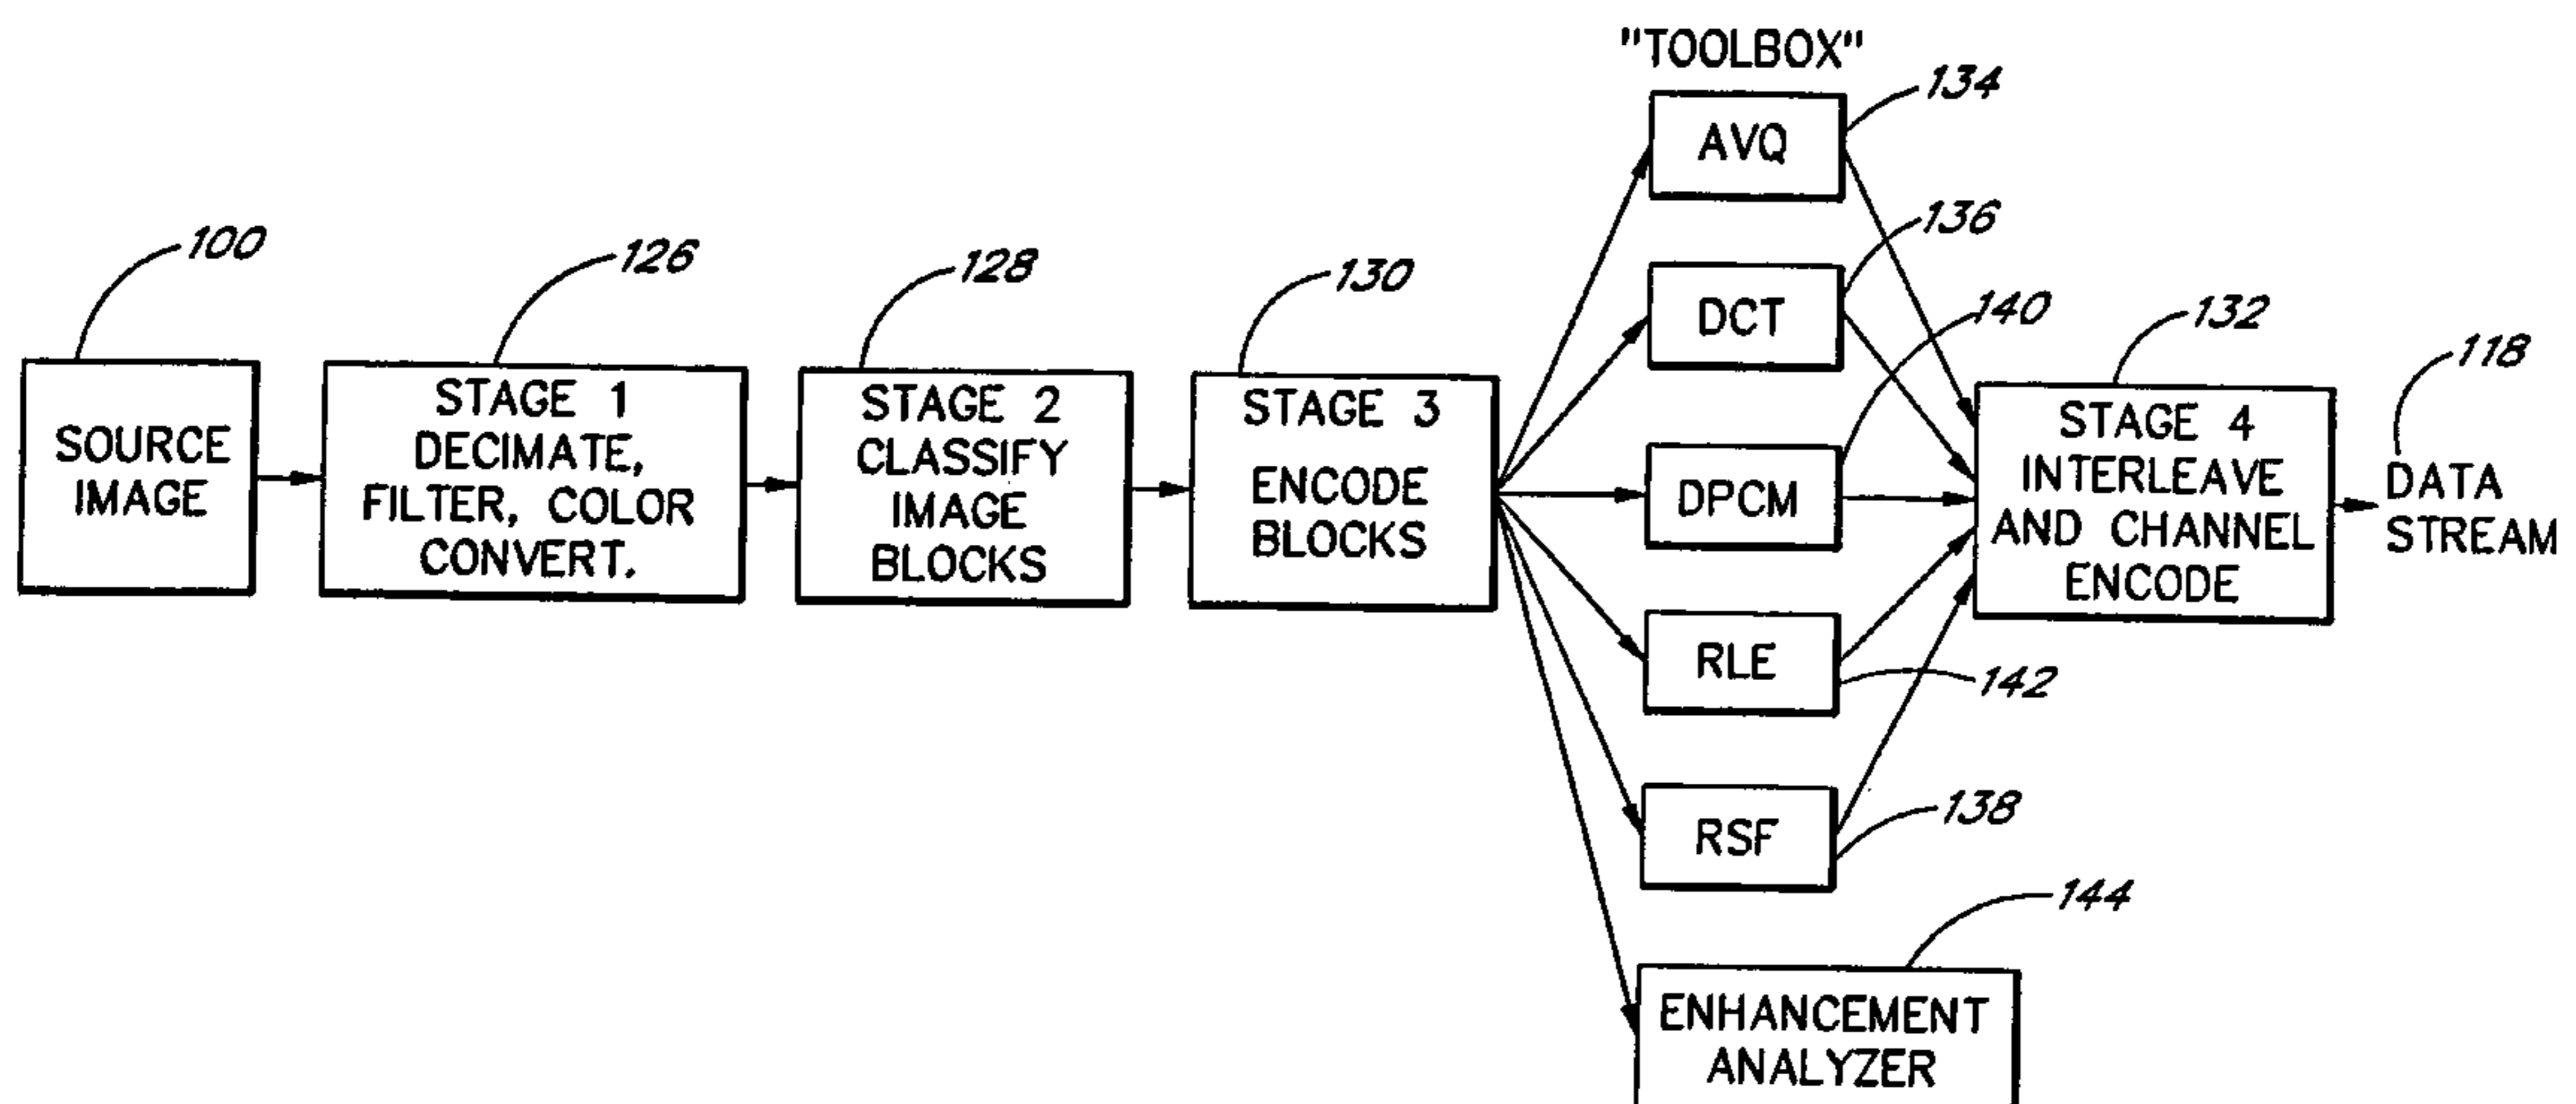 "TOOLBOX"
134
AVQ
136
DCT
140
DPCM
RLE
142
RSF
138
144
ENHANCEMENT
ANALYZER
100
SOURCE
IMAGE
126
STAGE 1
DECIMATE,
FILTER, COLOR
CONVERT.
128
STAGE 2
CLASSIFY
IMAGE
BLOCKS
130
STAGE 3
ENCODE
BLOCKS
132
STAGE 4
INTERLEAVE
AND CHANNEL
ENCODE
118
DATA
STREAM